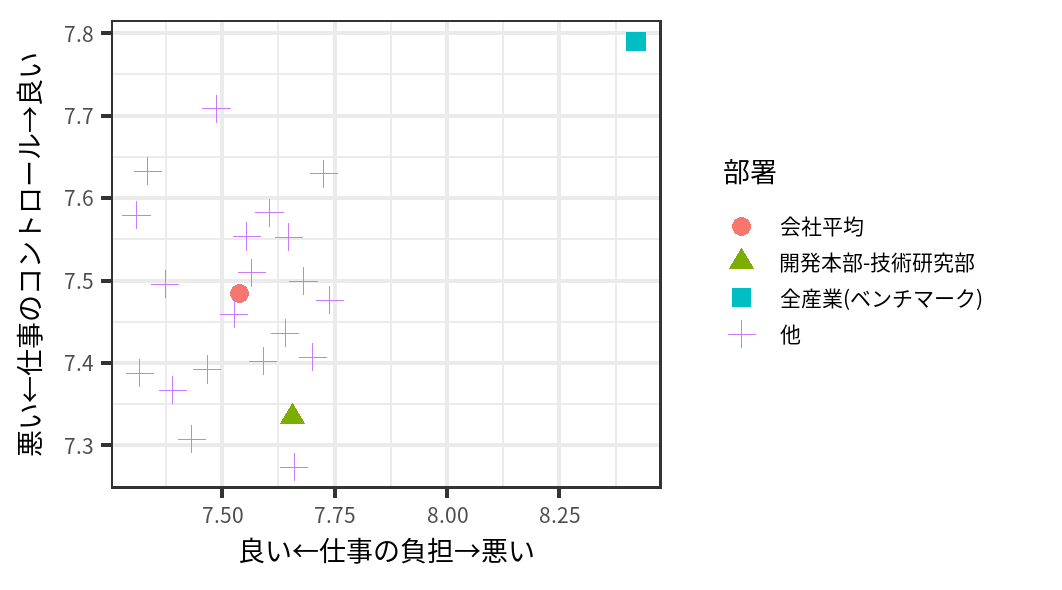 悪い←仕事のコントロール→良い
7.8
7.7
7.6
7.5
7.4
7.3
7.50 7.75 8.00 8.25
良い←仕事の負担→悪い
部署
会社平均
開発本部-技術研究部
全産業(ベンチマーク)
他